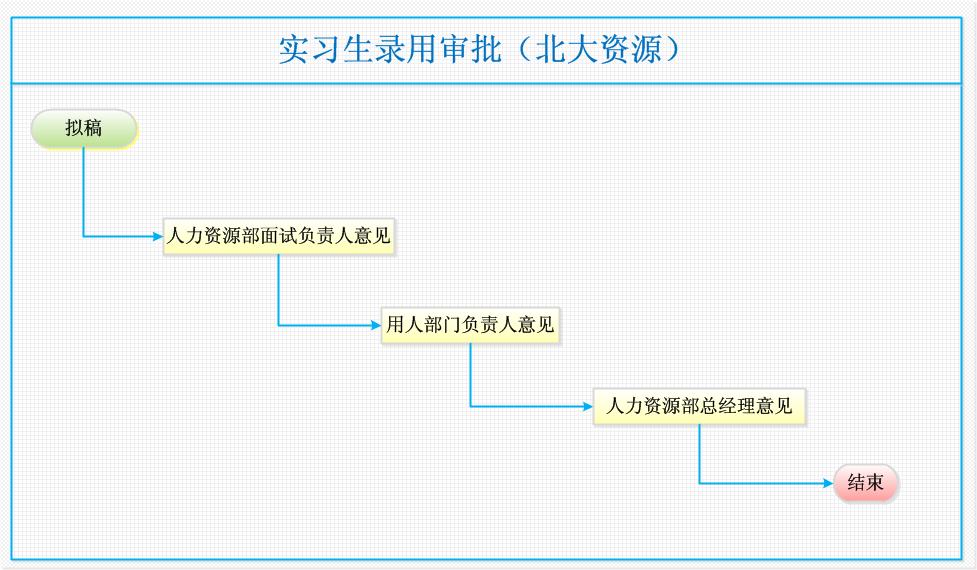 实习生录用审批（北大资源）
拟稿
人力资源部面试负责人意见
用人部门负责人意见
人力资源部总经理意见
结束